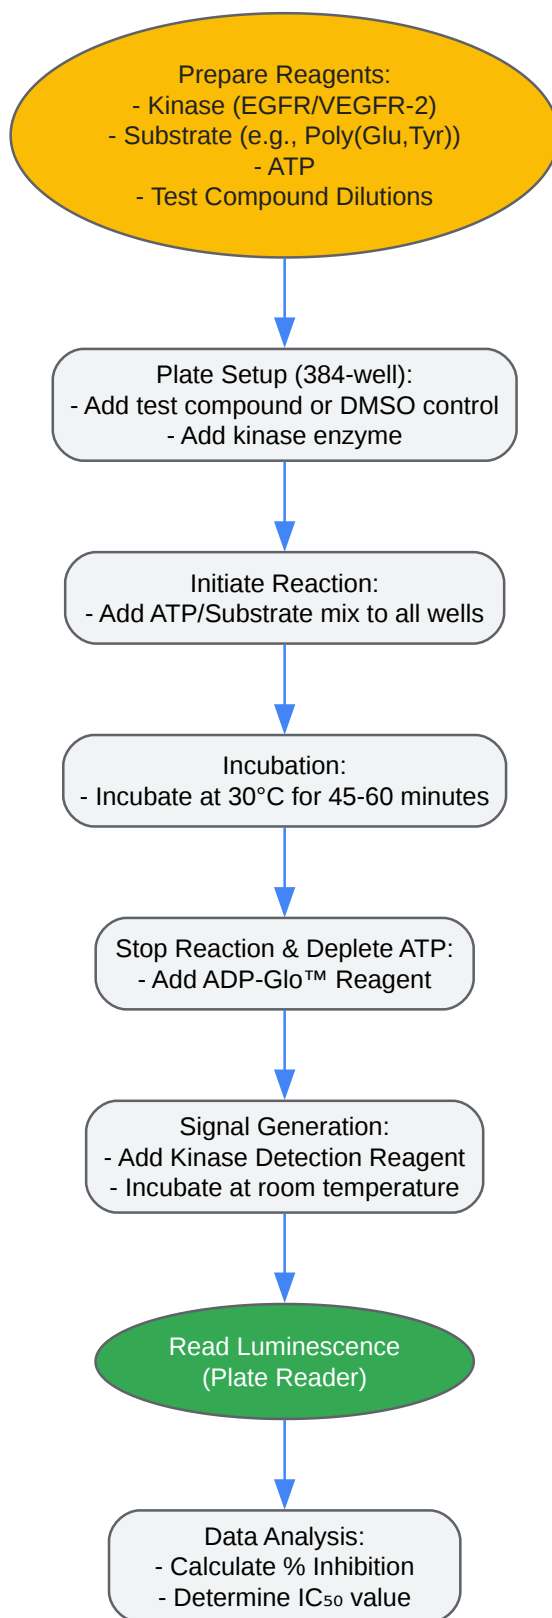 Prepare Reagents:
- Kinase (EGFR/VEGFR-2)
- Substrate (e.g., Poly(Glu,Tyr))
- ATP
- Test Compound Dilutions
Plate Setup (384-well):
- Add test compound or DMSO control
- Add kinase enzyme
Initiate Reaction:
- Add ATP/Substrate mix to all wells
Incubation:
- Incubate at 30°C for 45-60 minutes
Stop Reaction & Deplete ATP:
- Add ADP-Glo™ Reagent
Signal Generation:
- Add Kinase Detection Reagent
- Incubate at room temperature
Read Luminescence
(Plate Reader)
Data Analysis:
- Calculate % Inhibition
- Determine IC₅₀ value